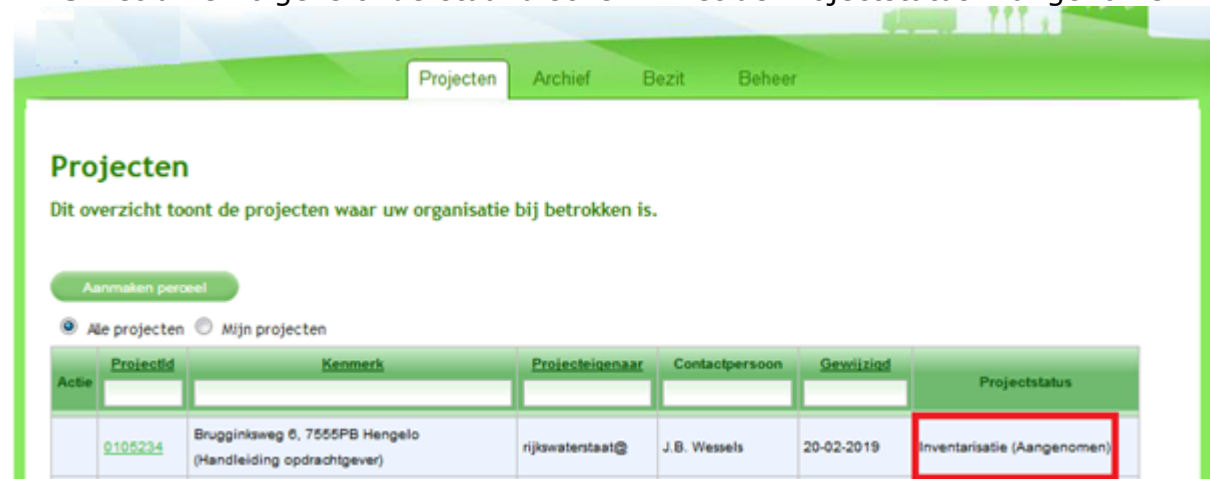 Projecten Archief Bezit Beheer
Projecten
Dit overzicht toont de projecten waar uw organisatie bij betrokken is.
Aanmaken perceel
Alle projecten Mijn projecten
Actie ProjectId Kenmerk Projecteigenaar Contactpersoon Gewijzigd Projectstatus
0105234 Brugginksweg 6, 7555PB Hengelo rijkswaterstaat@ J.B. Wessels 20-02-2019 Inventarisatie (Aangenomen)
(Handleiding opdrachtgever)